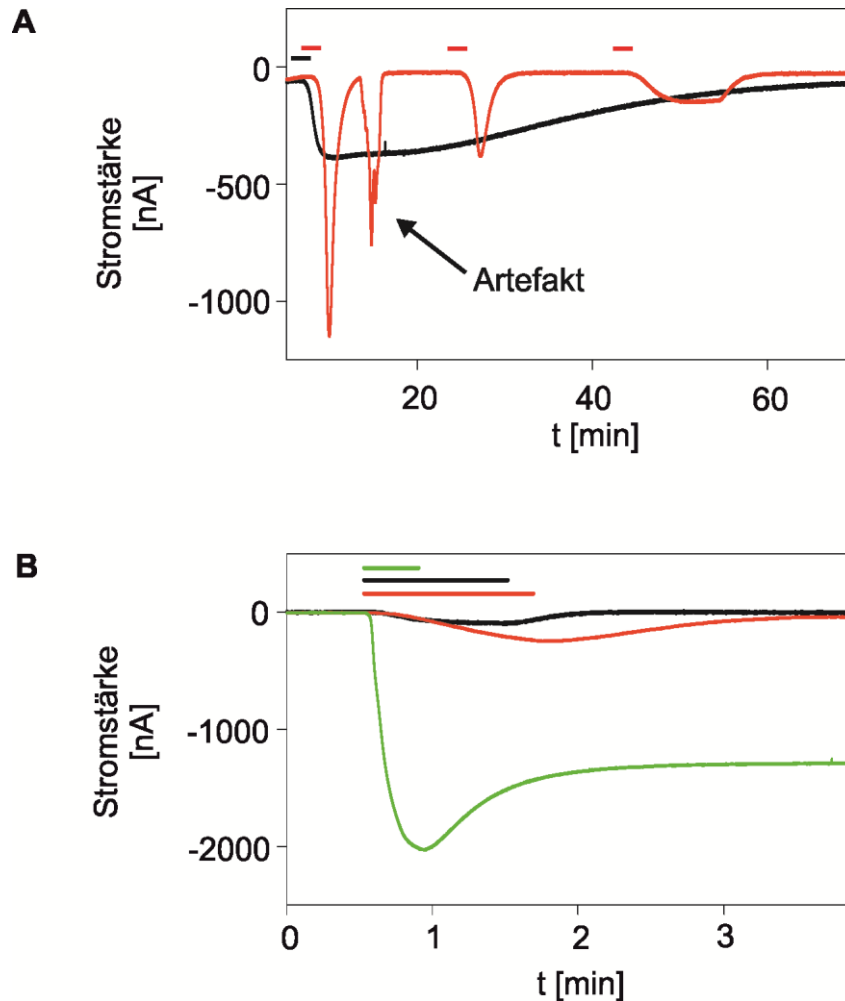 A
0
-500
-1000
Stromstärke
[nA]
Artefakt
20
40
60
t [min]
B
0
-1000
-2000
Stromstärke
[nA]
0
1
2
3
t [min]